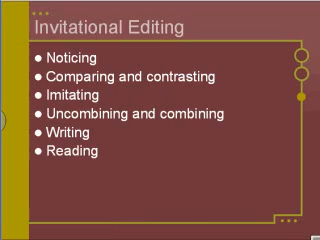 Invitational Editing
Noticing
Comparing and contrasting
Imitating
Uncombining and combining
Writing
Reading